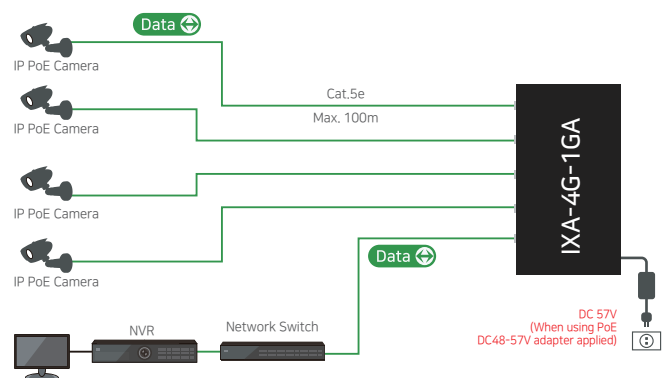 Data
IP PoE Camera
Cat.5e
Max. 100m
IP PoE Camera
IP PoE Camera
IP PoE Camera
IXA-4G-1GA
Data
DC 57V
(When using PoE
DC48-57V adapter applied)
NVR
Network Switch